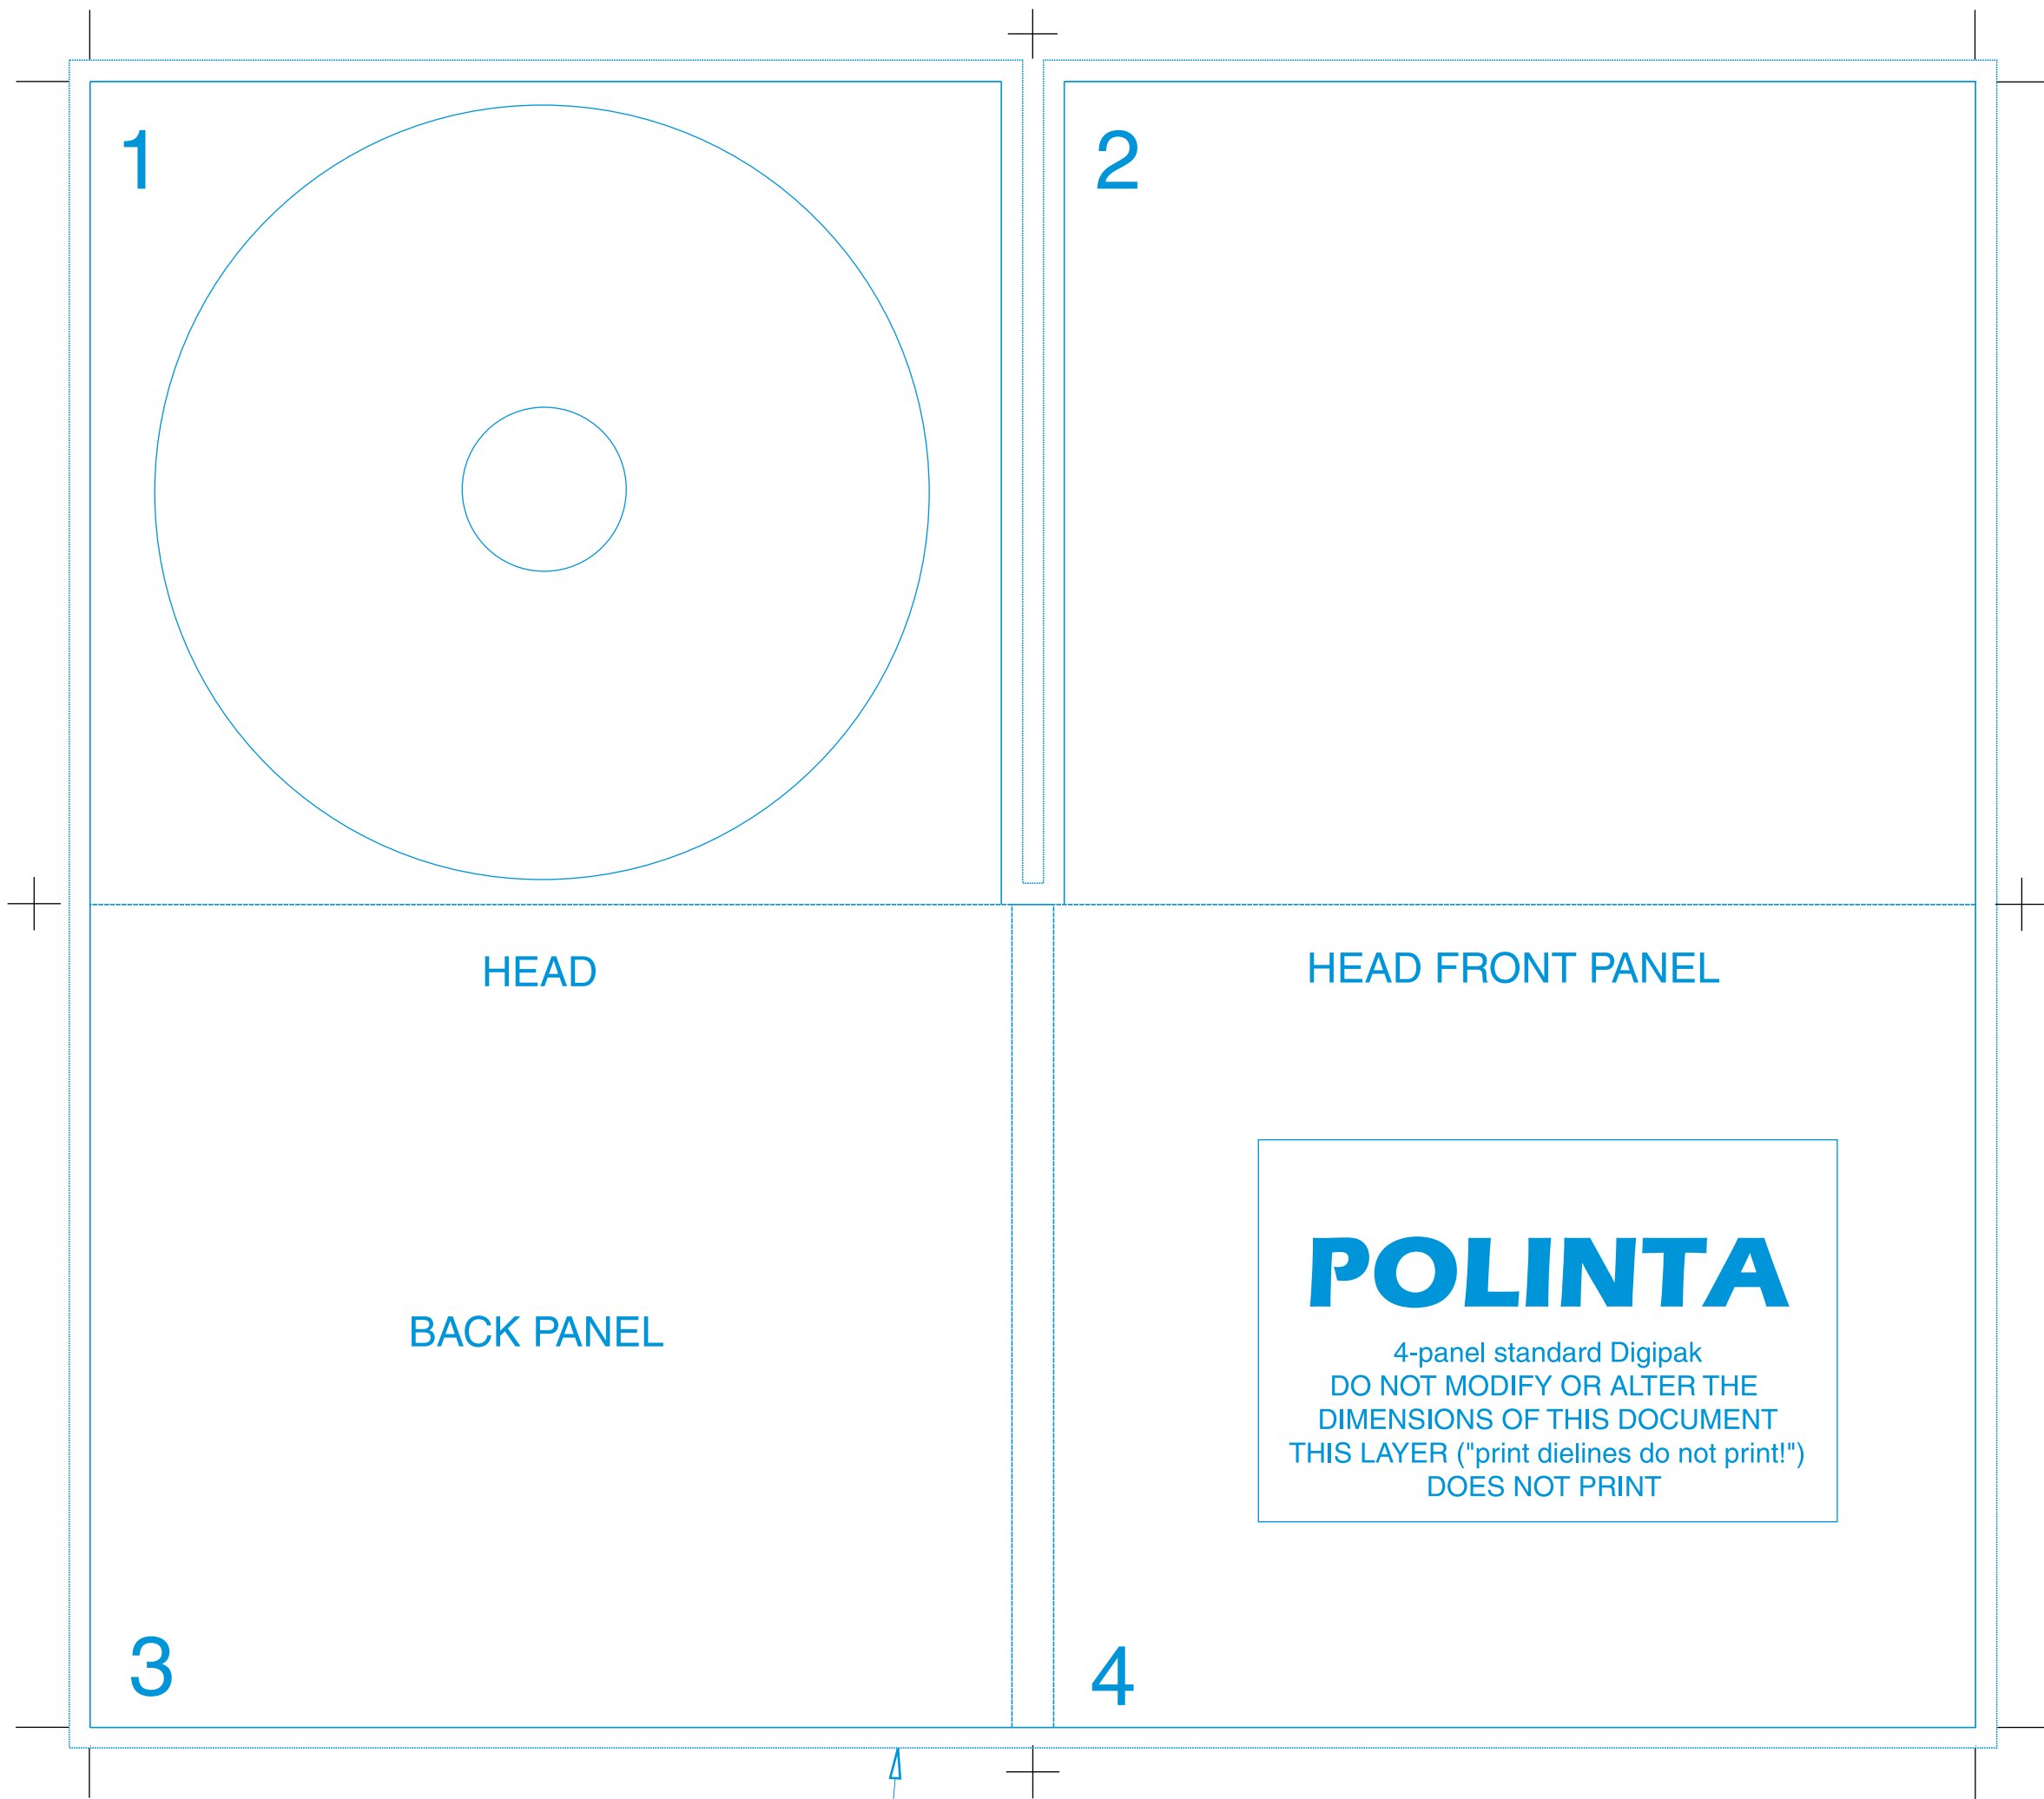 1
2
HEAD
HEAD FRONT PANEL
BACK PANEL
POLINTA
4-panel standard Digipak
DO NOT MODIFY OR ALTER THE
DIMENSIONS OF THIS DOCUMENT
THIS LAYER ("print dielines do not print!")
DOES NOT PRINT
3
4